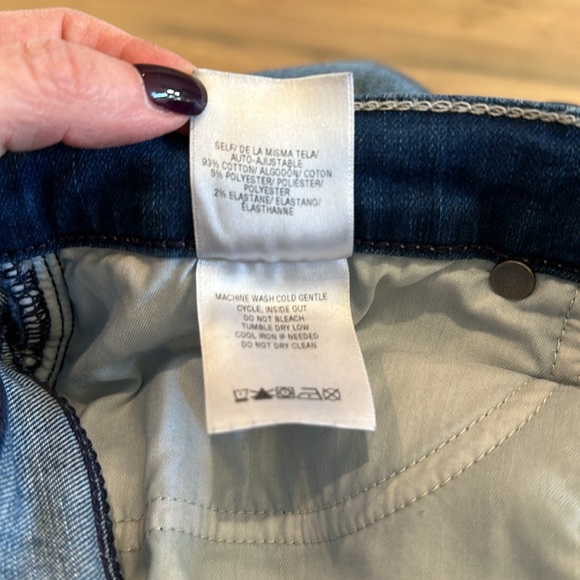 SELF/ DE LA MISMA TELA/
AUTO-AJUSTABLE
93% COTTON/ ALGODÓN/ COTON
5% POLYESTER/ POLIÉSTER/
POLYESTER
2% ELASTANE/ ELASTANO/
ÉLASTHANNE
MACHINE WASH COLD GENTLE
CYCLE, INSIDE OUT
DO NOT BLEACH
TUMBLE DRY LOW
COOL IRON IF NEEDED
DO NOT DRY CLEAN